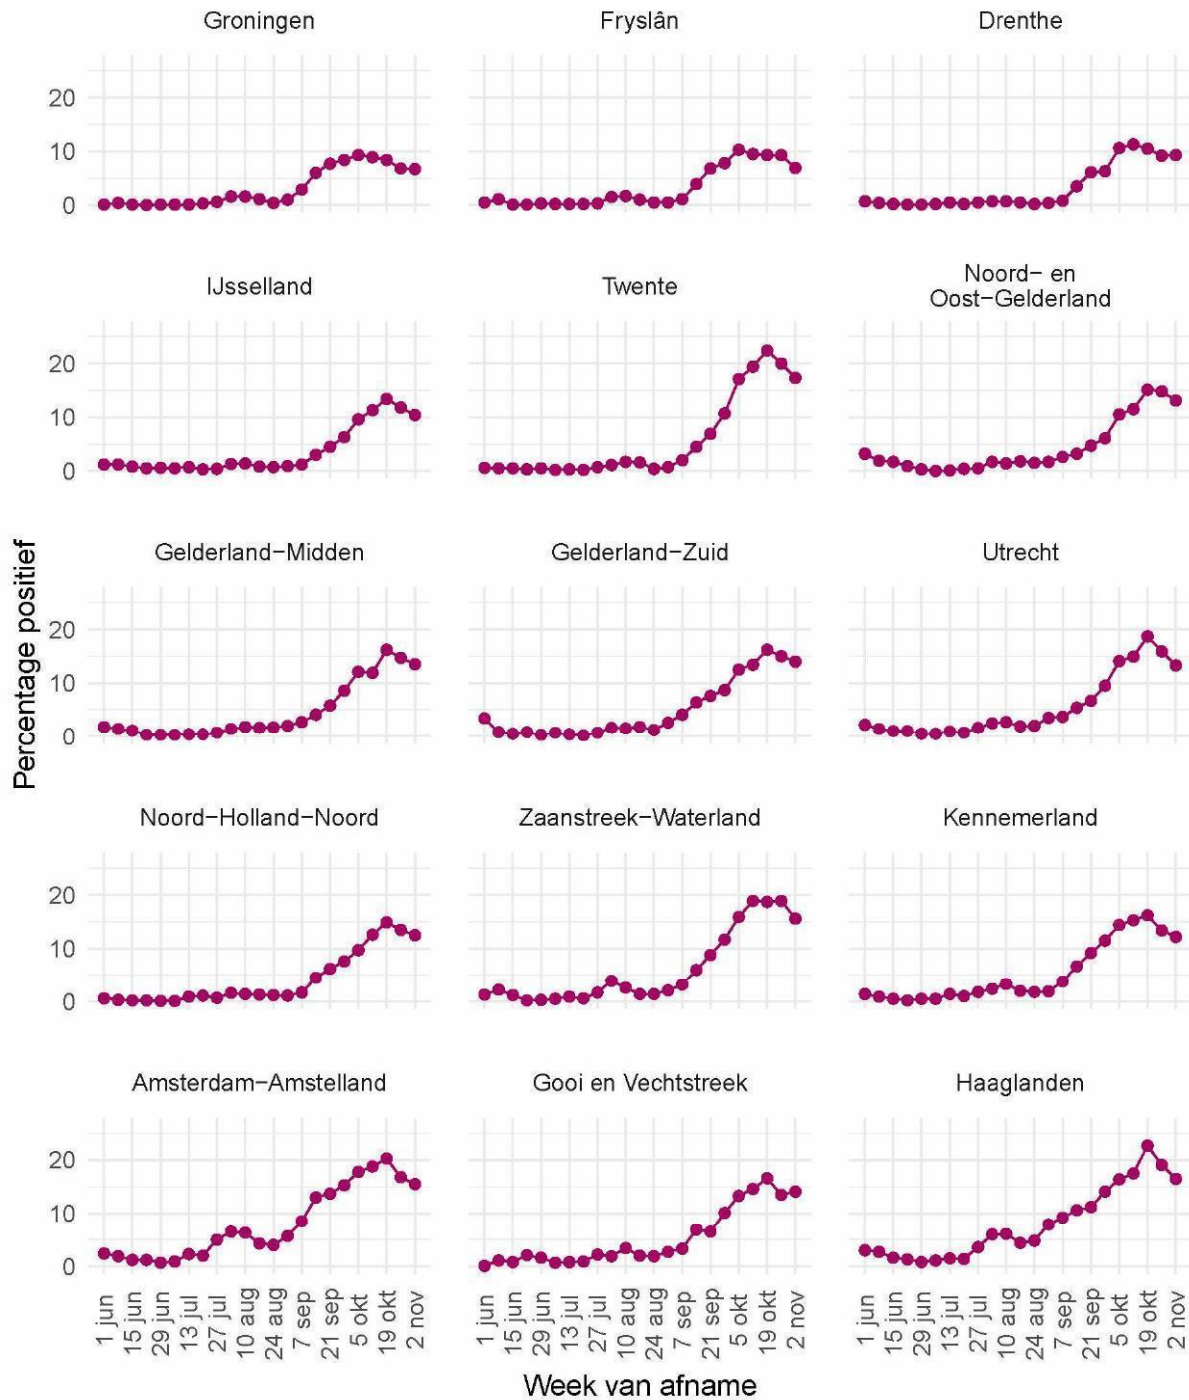 Groningen
Fryslân
Drenthe
20
10
0
IJsselland
Twente
Noord- en
Oost-Gelderland
20
10
0
Gelderland-Midden
Gelderland-Zuid
Utrecht
20
10
0
Percentage positief
Noord-Holland-Noord
Zaanstreek-Waterland
Kennemerland
20
10
0
Amsterdam-Amstelland
Gooi en Vechtstreek
Haaglanden
20
10
0
1 jun
15 jun
29 jun
13 jul
27 jul
10 aug
24 aug
7 sep
21 sep
5 okt
19 okt
2 nov
1 jun
15 jun
29 jun
13 jul
27 jul
10 aug
24 aug
7 sep
21 sep
5 okt
19 okt
2 nov
1 jun
15 jun
29 jun
13 jul
27 jul
10 aug
24 aug
7 sep
21 sep
5 okt
19 okt
2 nov
Week van afname